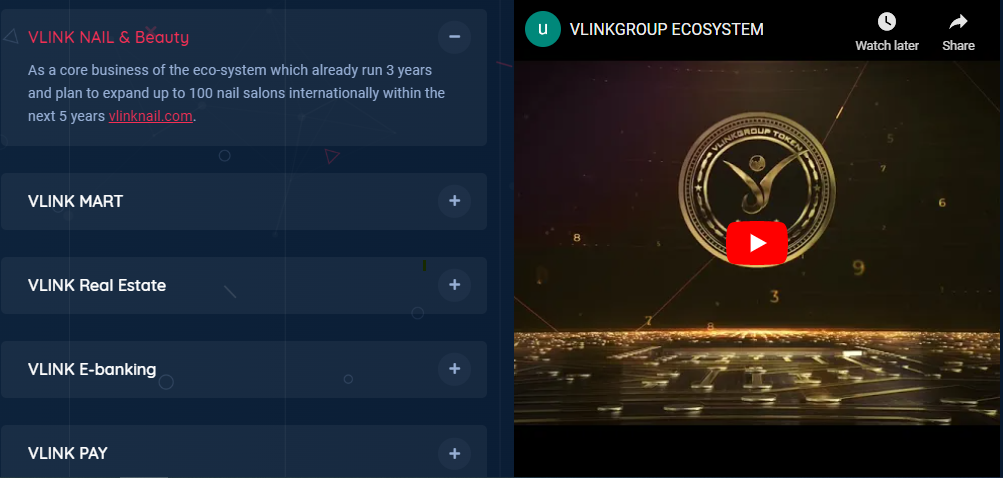 VLINK NAIL & Beauty
As a core business of the eco-system which already run 3 years
and plan to expand up to 100 nail salons internationally within the
next 5 years vlinknail.com.
VLINK MART
VLINK Real Estate
VLINK E-banking
VLINK PAY
u
VLINKGROUP ECOSYSTEM
Watch later
Share
VLINKGROUP TOKEN
5
7
6
8
9
3
7
8